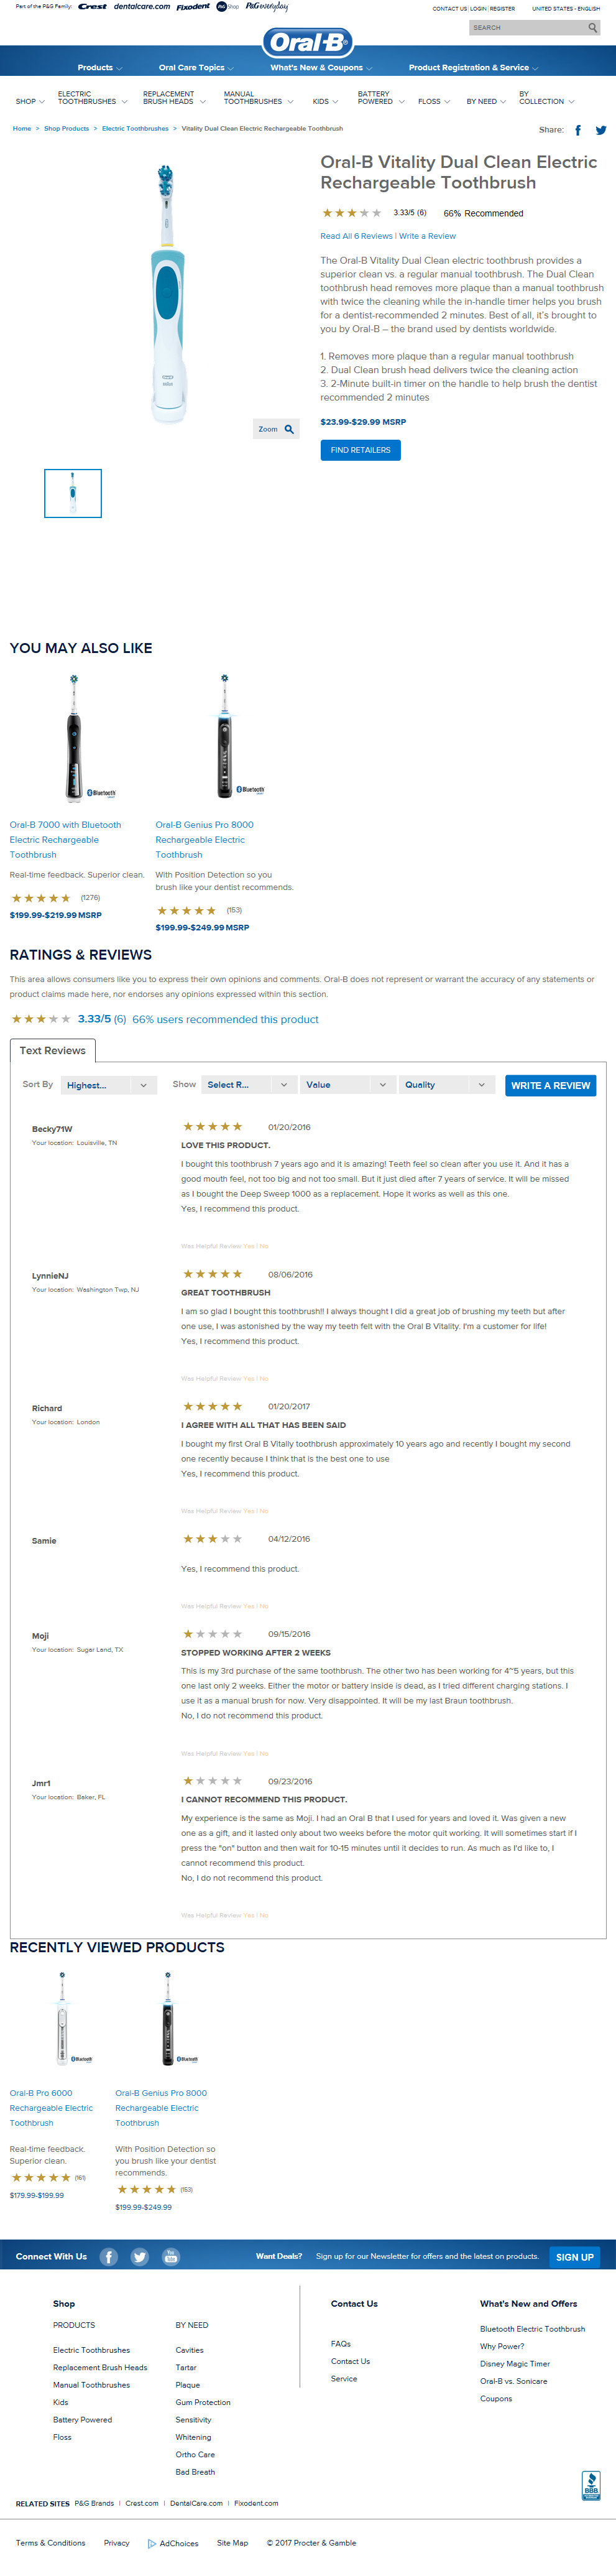 Part of the P&G Family: Crest dentalcare.com Fixodent PG Shop P&G everyday
CONTACT US | LOGIN | REGISTER UNITED STATES - ENGLISH
SEARCH
Oral-B®
Products Oral Care Topics What's New & Coupons Product Registration & Service
SHOP ELECTRIC TOOTHBRUSHES REPLACEMENT BRUSH HEADS MANUAL TOOTHBRUSHES KIDS BATTERY POWERED FLOSS BY NEED BY COLLECTION
Home > Shop Products > Electric Toothbrushes > Vitality Dual Clean Electric Rechargeable Toothbrush
Share:
Oral-B Vitality Dual Clean Electric
Rechargeable Toothbrush
3.33/5 (6) 66% Recommended
Read All 6 Reviews | Write a Review
The Oral-B Vitality Dual Clean electric toothbrush provides a
superior clean vs. a regular manual toothbrush. The Dual Clean
toothbrush head removes more plaque than a manual toothbrush
with twice the cleaning while the in-handle timer helps you brush
for a dentist-recommended 2 minutes. Best of all, it's brought to
you by Oral-B – the brand used by dentists worldwide.
1. Removes more plaque than a regular manual toothbrush
2. Dual Clean brush head delivers twice the cleaning action
3. 2-Minute built-in timer on the handle to help brush the dentist
recommended 2 minutes
$23.99-$29.99 MSRP
Zoom
FIND RETAILERS
YOU MAY ALSO LIKE
Bluetooth
Bluetooth
Oral-B 7000 with Bluetooth
Electric Rechargeable
Toothbrush
Real-time feedback. Superior clean.
(1276)
$199.99-$219.99 MSRP
Oral-B Genius Pro 8000
Rechargeable Electric
Toothbrush
With Position Detection so you
brush like your dentist recommends.
(153)
$199.99-$249.99 MSRP
RATINGS & REVIEWS
This area allows consumers like you to express their own opinions and comments. Oral-B does not represent or warrant the accuracy of any statements or
product claims made here, nor endorses any opinions expressed within this section.
3.33/5 (6) 66% users recommended this product
Text Reviews
Sort By Highest... Show Select R... Value Quality WRITE A REVIEW
Becky71W 01/20/2016
Your location: Louisville, TN
LOVE THIS PRODUCT.
I bought this toothbrush 7 years ago and it is amazing! Teeth feel so clean after you use it. And it has a
good mouth feel, not too big and not too small. But it just died after 7 years of service. It will be missed
as I bought the Deep Sweep 1000 as a replacement. Hope it works as well as this one.
Yes, I recommend this product.
Was Helpful Review Yes | No
LynnieNJ 08/06/2016
Your location: Washington Twp, NJ
GREAT TOOTHBRUSH
I am so glad I bought this toothbrush!! I always thought I did a great job of brushing my teeth but after
one use, I was astonished by the way my teeth felt with the Oral B Vitality. I'm a customer for life!
Yes, I recommend this product.
Was Helpful Review Yes | No
Richard 01/20/2017
Your location: London
I AGREE WITH ALL THAT HAS BEEN SAID
I bought my first Oral B Vitally toothbrush approximately 10 years ago and recently I bought my second
one recently because I think that is the best one to use
Yes, I recommend this product.
Was Helpful Review Yes | No
Samie 04/12/2016
Yes, I recommend this product.
Was Helpful Review Yes | No
Moji 09/15/2016
Your location: Sugar Land, TX
STOPPED WORKING AFTER 2 WEEKS
This is my 3rd purchase of the same toothbrush. The other two has been working for 4~5 years, but this
one last only 2 weeks. Either the motor or battery inside is dead, as I tried different charging stations. I
use it as a manual brush for now. Very disappointed. It will be my last Braun toothbrush.
No, I do not recommend this product.
Was Helpful Review Yes | No
Jmr1 09/23/2016
Your location: Baker, FL
I CANNOT RECOMMEND THIS PRODUCT.
My experience is the same as Moji. I had an Oral B that I used for years and loved it. Was given a new
one as a gift, and it lasted only about two weeks before the motor quit working. It will sometimes start if I
press the "on" button and then wait for 10-15 minutes until it decides to run. As much as I'd like to, I
cannot recommend this product.
No, I do not recommend this product.
Was Helpful Review Yes | No
RECENTLY VIEWED PRODUCTS
Bluetooth
Bluetooth
Oral-B Pro 6000
Rechargeable Electric
Toothbrush
Real-time feedback.
Superior clean.
(161)
$179.99-$199.99
Oral-B Genius Pro 8000
Rechargeable Electric
Toothbrush
With Position Detection so
you brush like your dentist
recommends.
(153)
$199.99-$249.99
Connect With Us You Tube Want Deals? Sign up for our Newsletter for offers and the latest on products. SIGN UP
Shop
PRODUCTS
Electric Toothbrushes
Replacement Brush Heads
Manual Toothbrushes
Kids
Battery Powered
Floss
BY NEED
Cavities
Tartar
Plaque
Gum Protection
Sensitivity
Whitening
Ortho Care
Bad Breath
Contact Us
FAQs
Contact Us
Service
What's New and Offers
Bluetooth Electric Toothbrush
Why Power?
Disney Magic Timer
Oral-B vs. Sonicare
Coupons
BBB
RELATED SITES P&G Brands | Crest.com | DentalCare.com | Fixodent.com
Terms & Conditions Privacy AdChoices Site Map © 2017 Procter & Gamble